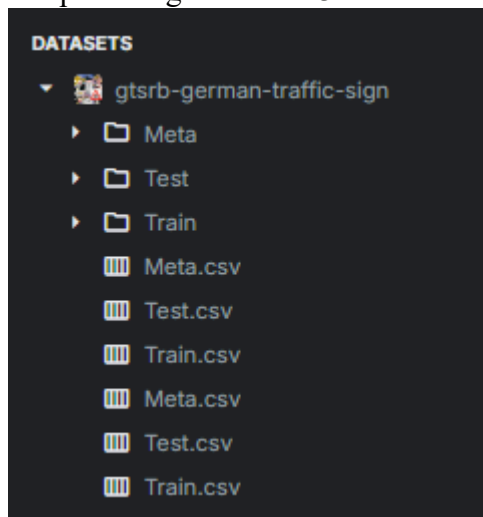 DATASETS
gtsrb-german-traffic-sign
Meta
Test
Train
Meta.csv
Test.csv
Train.csv
Meta.csv
Test.csv
Train.csv